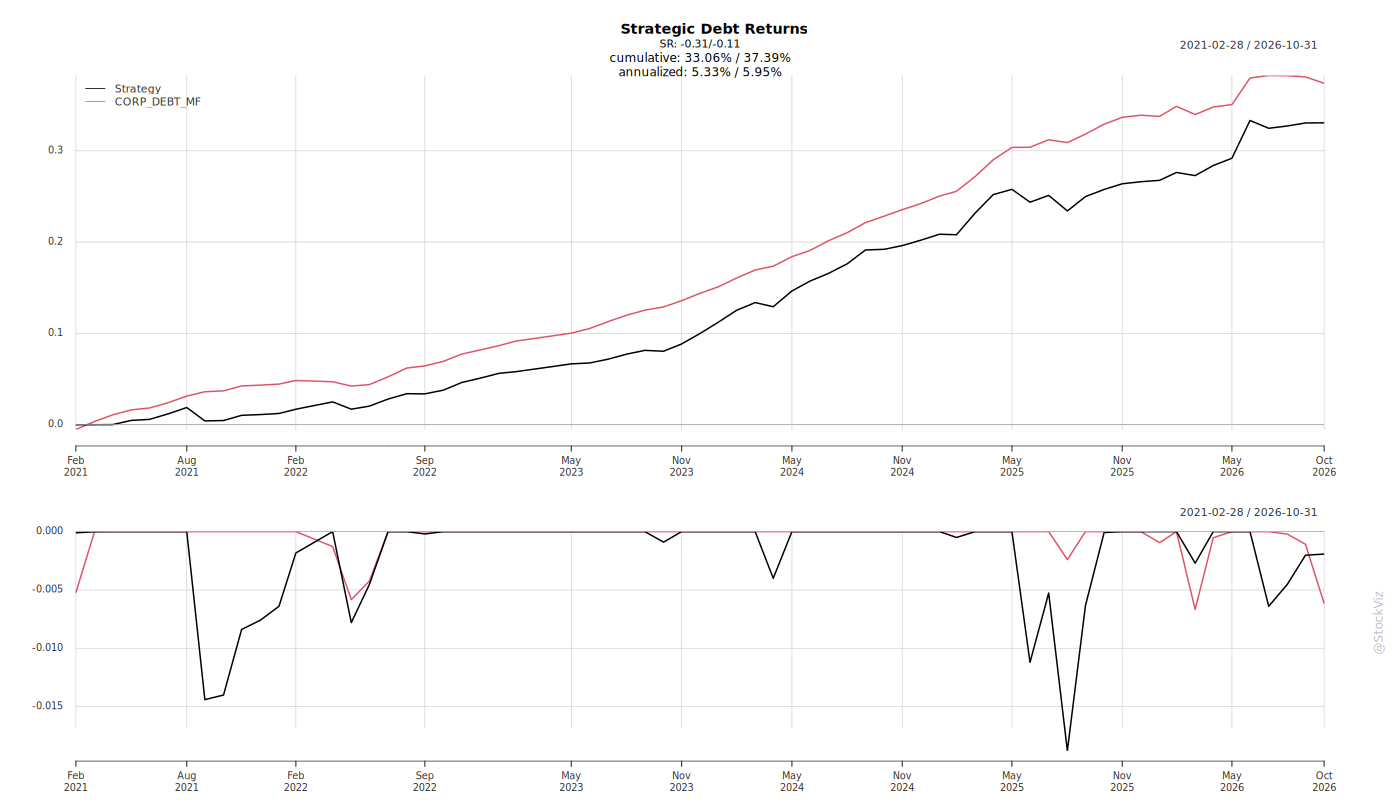 Strategic Debt Returns
SR: -0.31/-0.11
cumulative: 33.06% / 37.39%
annualized: 5.33% / 5.95%
2021-02-28 / 2026-10-31
Strategy
CORP_DEBT_MF
0.3
0.2
0.1
0.0
Feb Aug Feb Sep May Nov May Nov May Nov May Oct
2021 2021 2022 2022 2023 2023 2024 2024 2025 2025 2026 2026
2021-02-28 / 2026-10-31
0.000
-0.005
-0.010
-0.015
Feb Aug Feb Sep May Nov May Nov May Nov May Oct
2021 2021 2022 2022 2023 2023 2024 2024 2025 2025 2026 2026
@StockViz